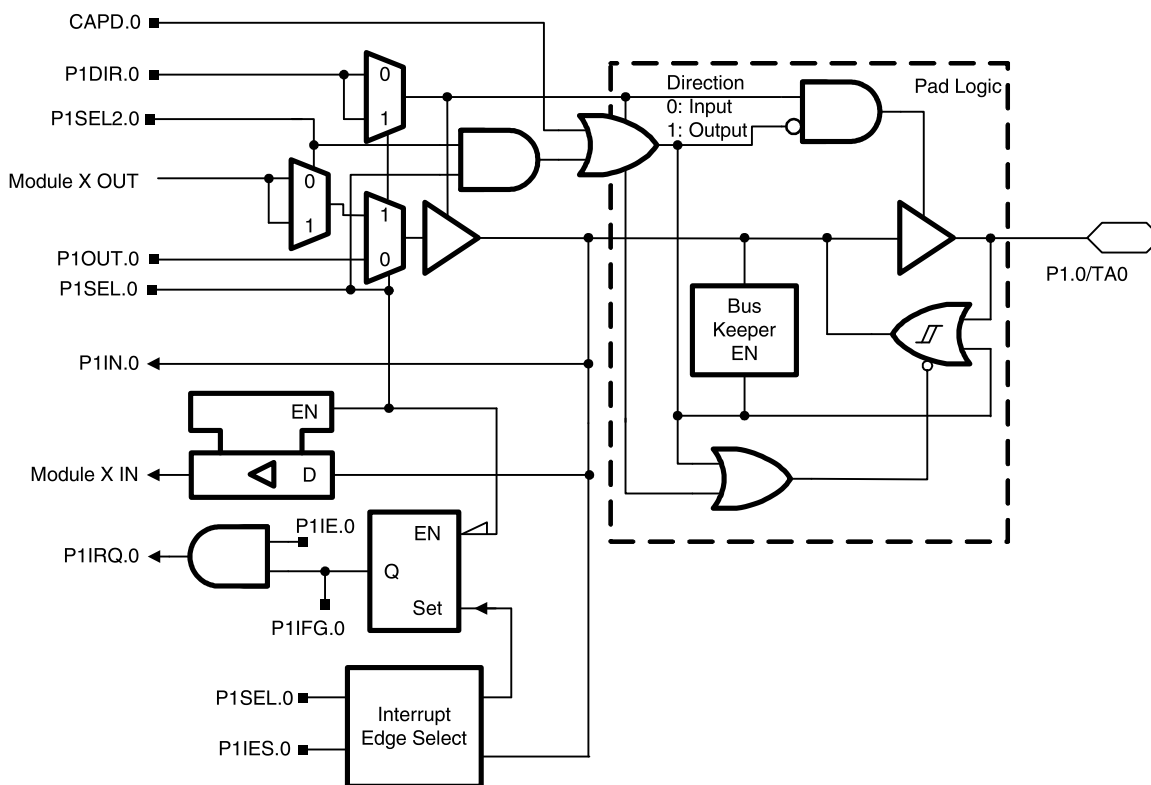 CAPD.0
P1DIR.0
P1SEL2.0
Module X OUT
P1OUT.0
P1SEL.0
0
1
0
1
1
0
Direction
0: Input
1: Output
Pad Logic
Bus
Keeper
EN
P1.0/TA0
P1IN.0
EN
Module X IN
D
P1IE.0
P1IRQ.0
P1IFG.0
EN
Q
Set
P1SEL.0
P1IES.0
Interrupt
Edge Select